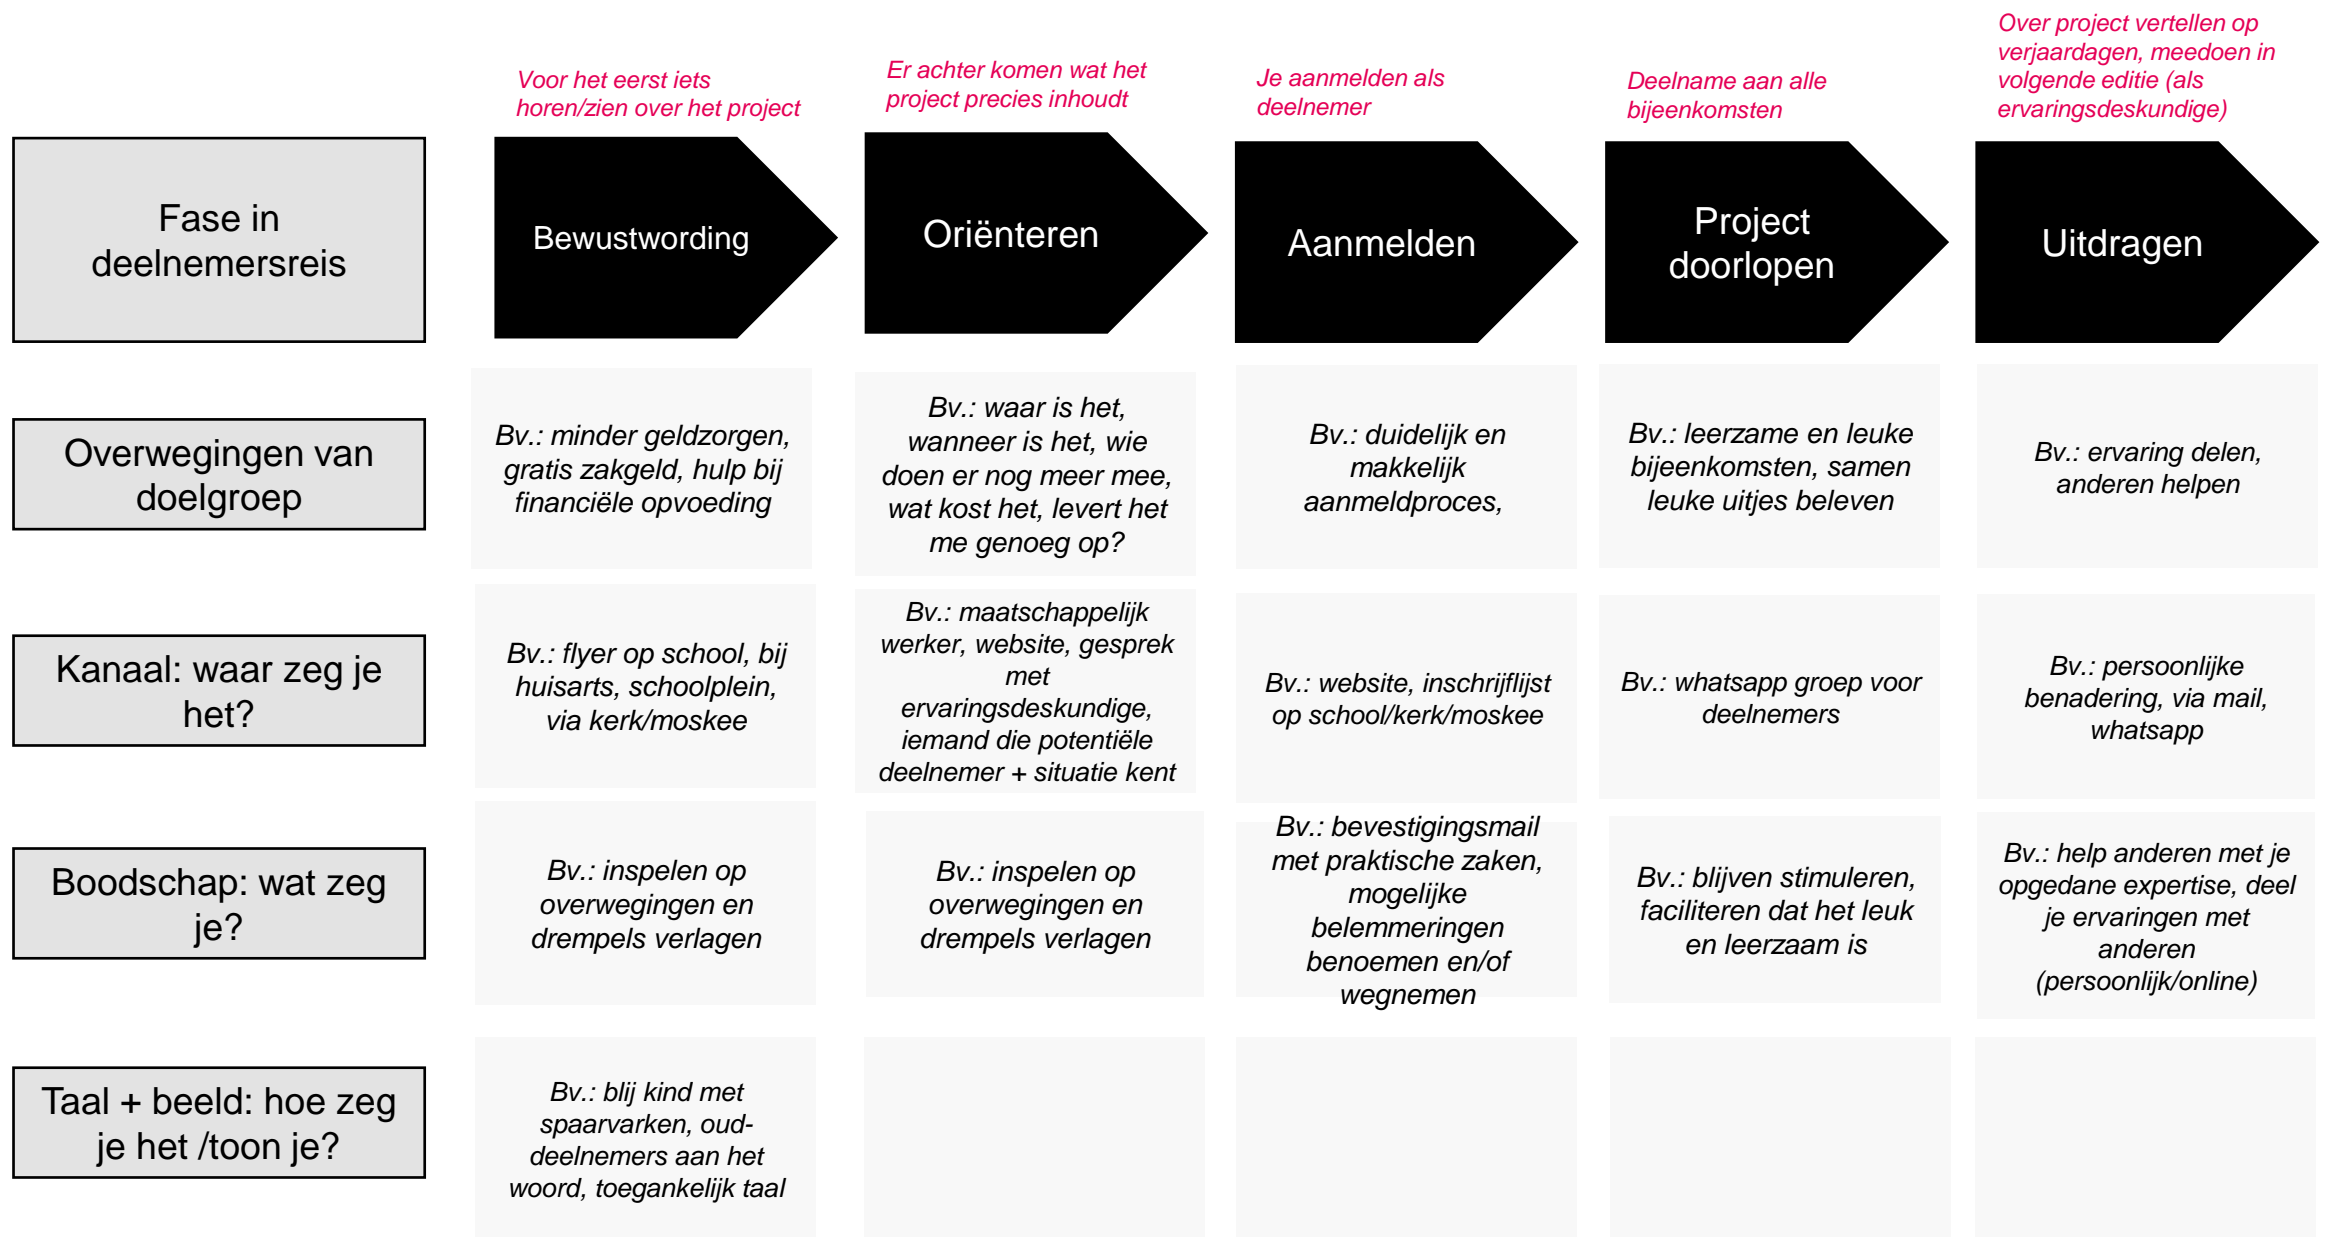 Voor het eerst iets
horen/zien over het project
Er achter komen wat het
project precies inhoudt
Je aanmelden als
deelnemer
Deelname aan alle
bijeenkomsten
Over project vertellen op
verjaardagen, meedoen in
volgende editie (als
ervaringsdeskundige)
Fase in
deelnemersreis
Bewustwording
Oriënteren
Aanmelden
Project
doorlopen
Uitdragen
Overwegingen van
doelgroep
Bv.: minder geldzorgen,
gratis zakgeld, hulp bij
financiële opvoeding
Bv.: waar is het,
wanneer is het, wie
doen er nog meer mee,
wat kost het, levert het
me genoeg op?
Bv.: duidelijk en
makkelijk
aanmeldproces,
Bv.: leerzame en leuke
bijeenkomsten, samen
leuke uitjes beleven
Bv.: ervaring delen,
anderen helpen
Kanaal: waar zeg je
het?
Bv.: flyer op school, bij
huisarts, schoolplein,
via kerk/moskee
Bv.: maatschappelijk
werker, website, gesprek
met
ervaringsdeskundige,
iemand die potentiële
deelnemer + situatie kent
Bv.: website, inschrijflijst
op school/kerk/moskee
Bv.: whatsapp groep voor
deelnemers
Bv.: persoonlijke
benadering, via mail,
whatsapp
Boodschap: wat zeg
je?
Bv.: inspelen op
overwegingen en
drempels verlagen
Bv.: inspelen op
overwegingen en
drempels verlagen
Bv.: bevestigingsmail
met praktische zaken,
mogelijke
belemmeringen
benoemen en/of
wegnemen
Bv.: blijven stimuleren,
faciliteren dat het leuk
en leerzaam is
Bv.: help anderen met je
opgedane expertise, deel
je ervaringen met
anderen
(persoonlijk/online)
Taal + beeld: hoe zeg
je het /toon je?
Bv.: blij kind met
spaarvarken, oud-
deelnemers aan het
woord, toegankelijk taal